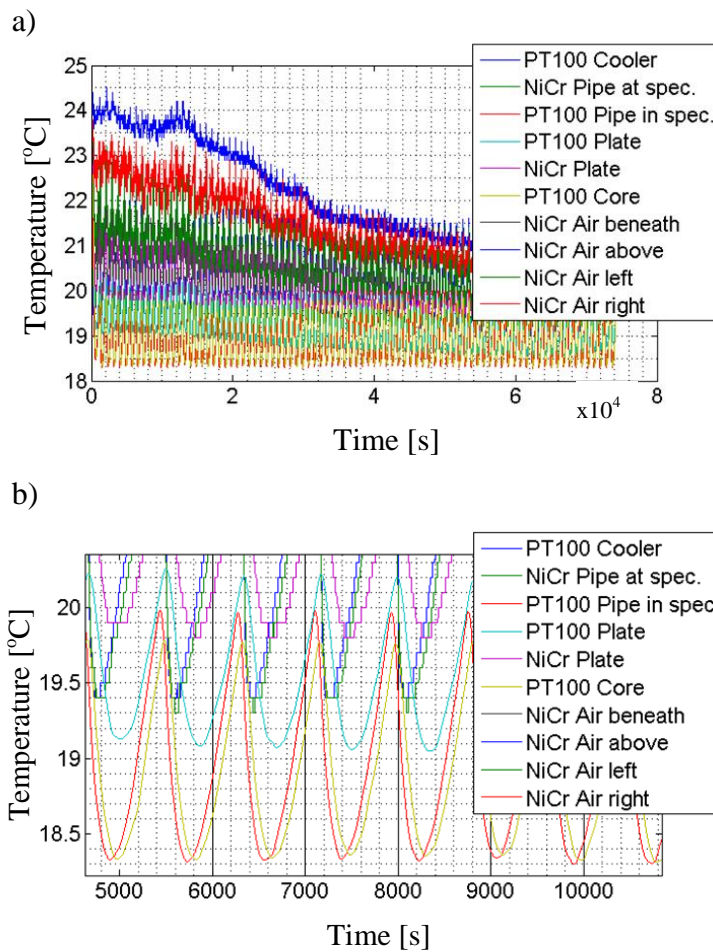 a)
PT100 Cooler
NiCr Pipe at spec.
PT100 Pipe in spec.
PT100 Plate
NiCr Plate
PT100 Core
NiCr Air beneath
NiCr Air above
NiCr Air left
NiCr Air right
25
24
23
22
21
20
19
18
Temperature [ºC]
0 2 4 6 8
x10⁴
Time [s]
b)
PT100 Cooler
NiCr Pipe at spec.
PT100 Pipe in spec
PT100 Plate
NiCr Plate
PT100 Core
NiCr Air beneath
NiCr Air above
NiCr Air left
NiCr Air right
20
19.5
19
18.5
Temperature [ºC]
5000 6000 7000 8000 9000 10000
Time [s]